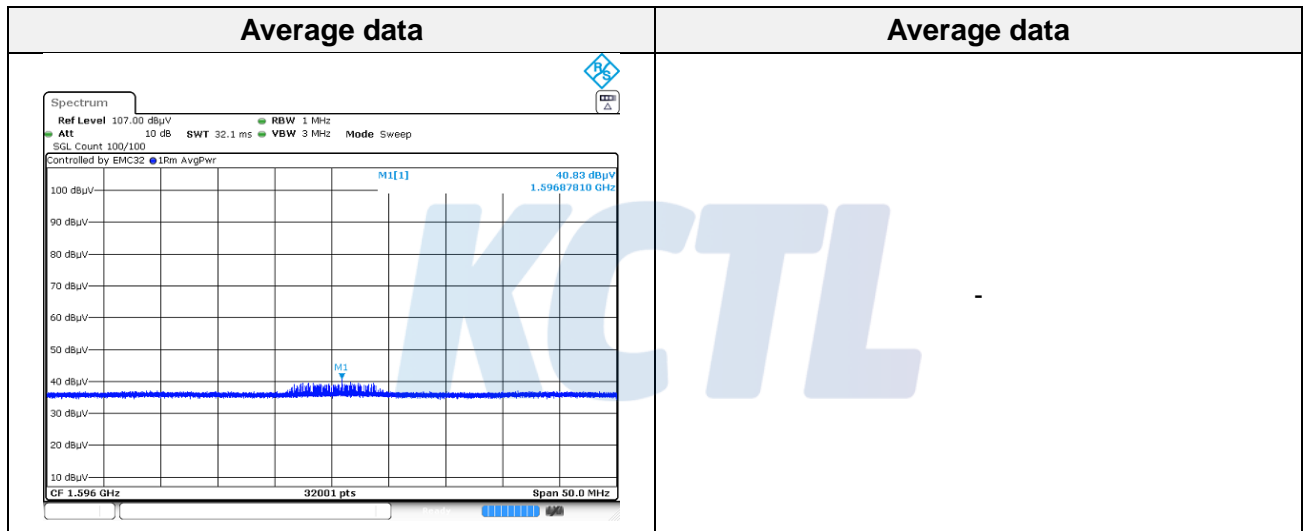 Average data
Average data
R&S
Spectrum
Ref Level 107.00 dBµV RBW 1 MHz
Att 10 dB SWT 32.1 ms VBW 3 MHz Mode Sweep
SGL Count 100/100
Controlled by EMC32 1Rm AvgPwr
M1[1] 40.83 dBµV
1.59687810 GHz
100 dBµV
90 dBµV
80 dBµV
70 dBµV
60 dBµV
50 dBµV
M1
40 dBµV
30 dBµV
20 dBµV
10 dBµV
CF 1.596 GHz 32001 pts Span 50.0 MHz
-
KCTL